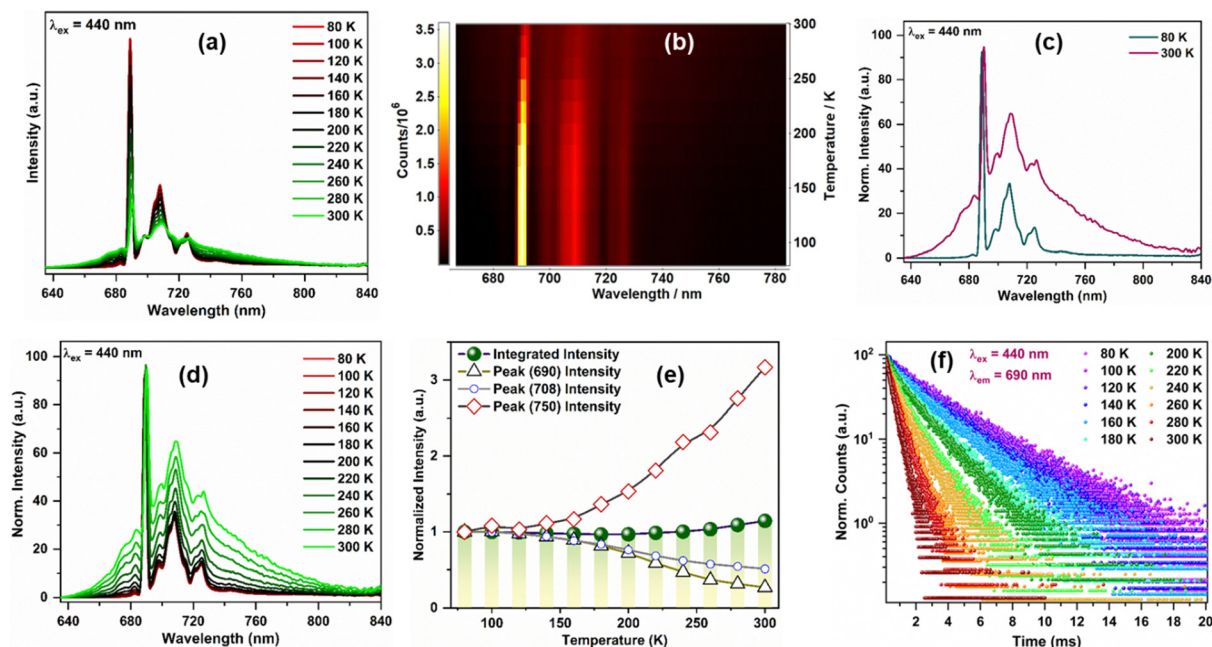 λex = 440 nm
(a)
80 K
100 K
120 K
140 K
160 K
180 K
200 K
220 K
240 K
260 K
280 K
300 K
Intensity (a.u.)
640 680 720 760 800 840
Wavelength (nm)
(b)
3.5
3.0
2.5
2.0
1.5
1.0
0.5
Counts/10^6
300
250
200
150
100
Temperature / K
700 720 740 760 780
Wavelength / nm
λex = 440 nm
(c)
80 K
300 K
100
80
60
40
20
0
Norm. Intensity (a.u.)
640 680 720 760 800 840
Wavelength (nm)
λex = 440 nm
(d)
80 K
100 K
120 K
140 K
160 K
180 K
200 K
220 K
240 K
260 K
280 K
300 K
100
80
60
40
20
0
Norm. Intensity (a.u.)
640 680 720 760 800 840
Wavelength (nm)
(e)
Integrated Intensity
Peak (690) Intensity
Peak (708) Intensity
Peak (750) Intensity
3
2
1
0
Normalized Intensity (a.u.)
100 150 200 250 300
Temperature (K)
λex = 440 nm
λem = 690 nm
(f)
80 K
100 K
120 K
140 K
160 K
180 K
200 K
220 K
240 K
260 K
280 K
300 K
10^2
10^1
10^0
Norm. Counts (a.u.)
2 4 6 8 10 12 14 16 18 20
Time (ms)